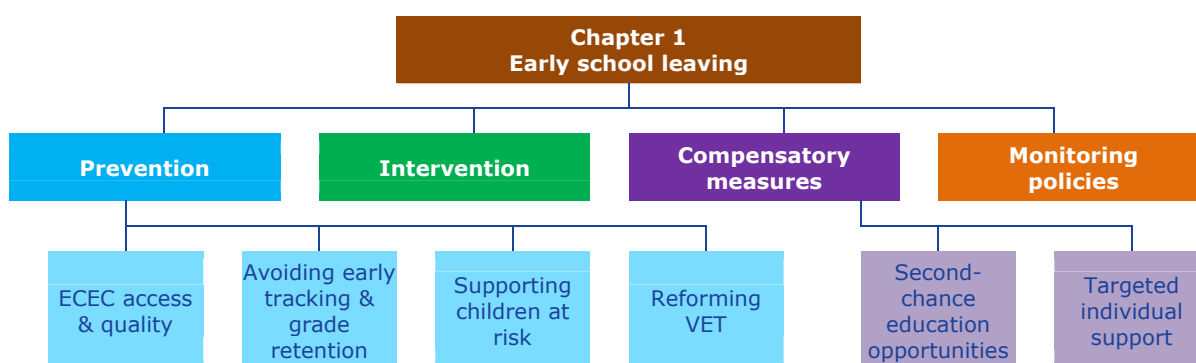 Chapter 1
Early school leaving
Prevention
Intervention
Compensatory
measures
Monitoring
policies
ECEC access
& quality
Avoiding early
tracking &
grade
retention
Supporting
children at
risk
Reforming
VET
Second-
chance
education
opportunities
Targeted
individual
support